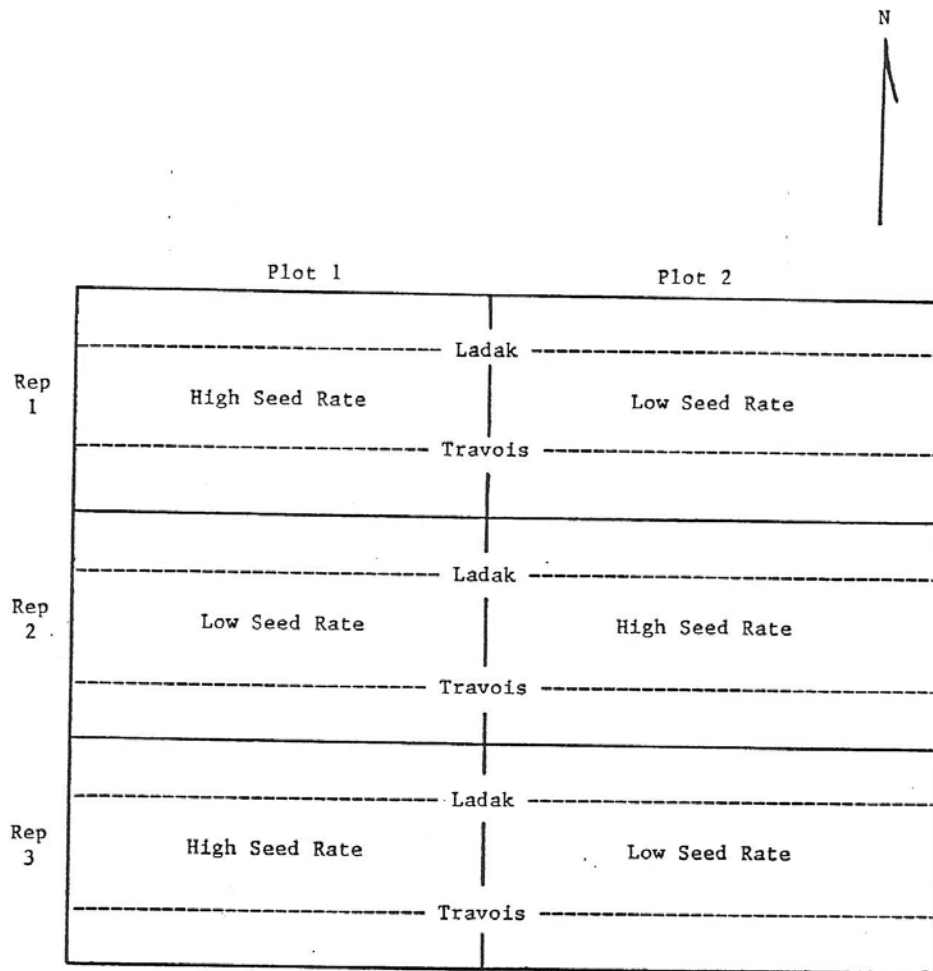 N
Plot 1 Plot 2
Ladak
Rep
1
High Seed Rate Low Seed Rate
Travois
Ladak
Rep
2
Low Seed Rate High Seed Rate
Travois
Ladak
Rep
3
High Seed Rate Low Seed Rate
Travois